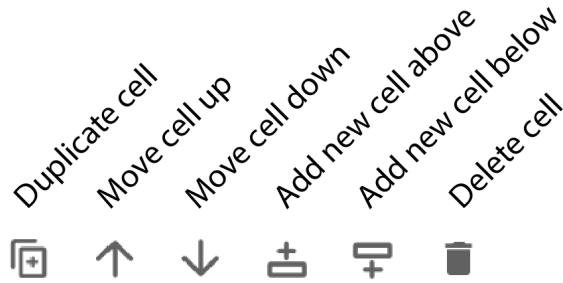 Duplicate cell
Move cell up
Move cell down
Add new cell above
Add new cell below
Delete cell